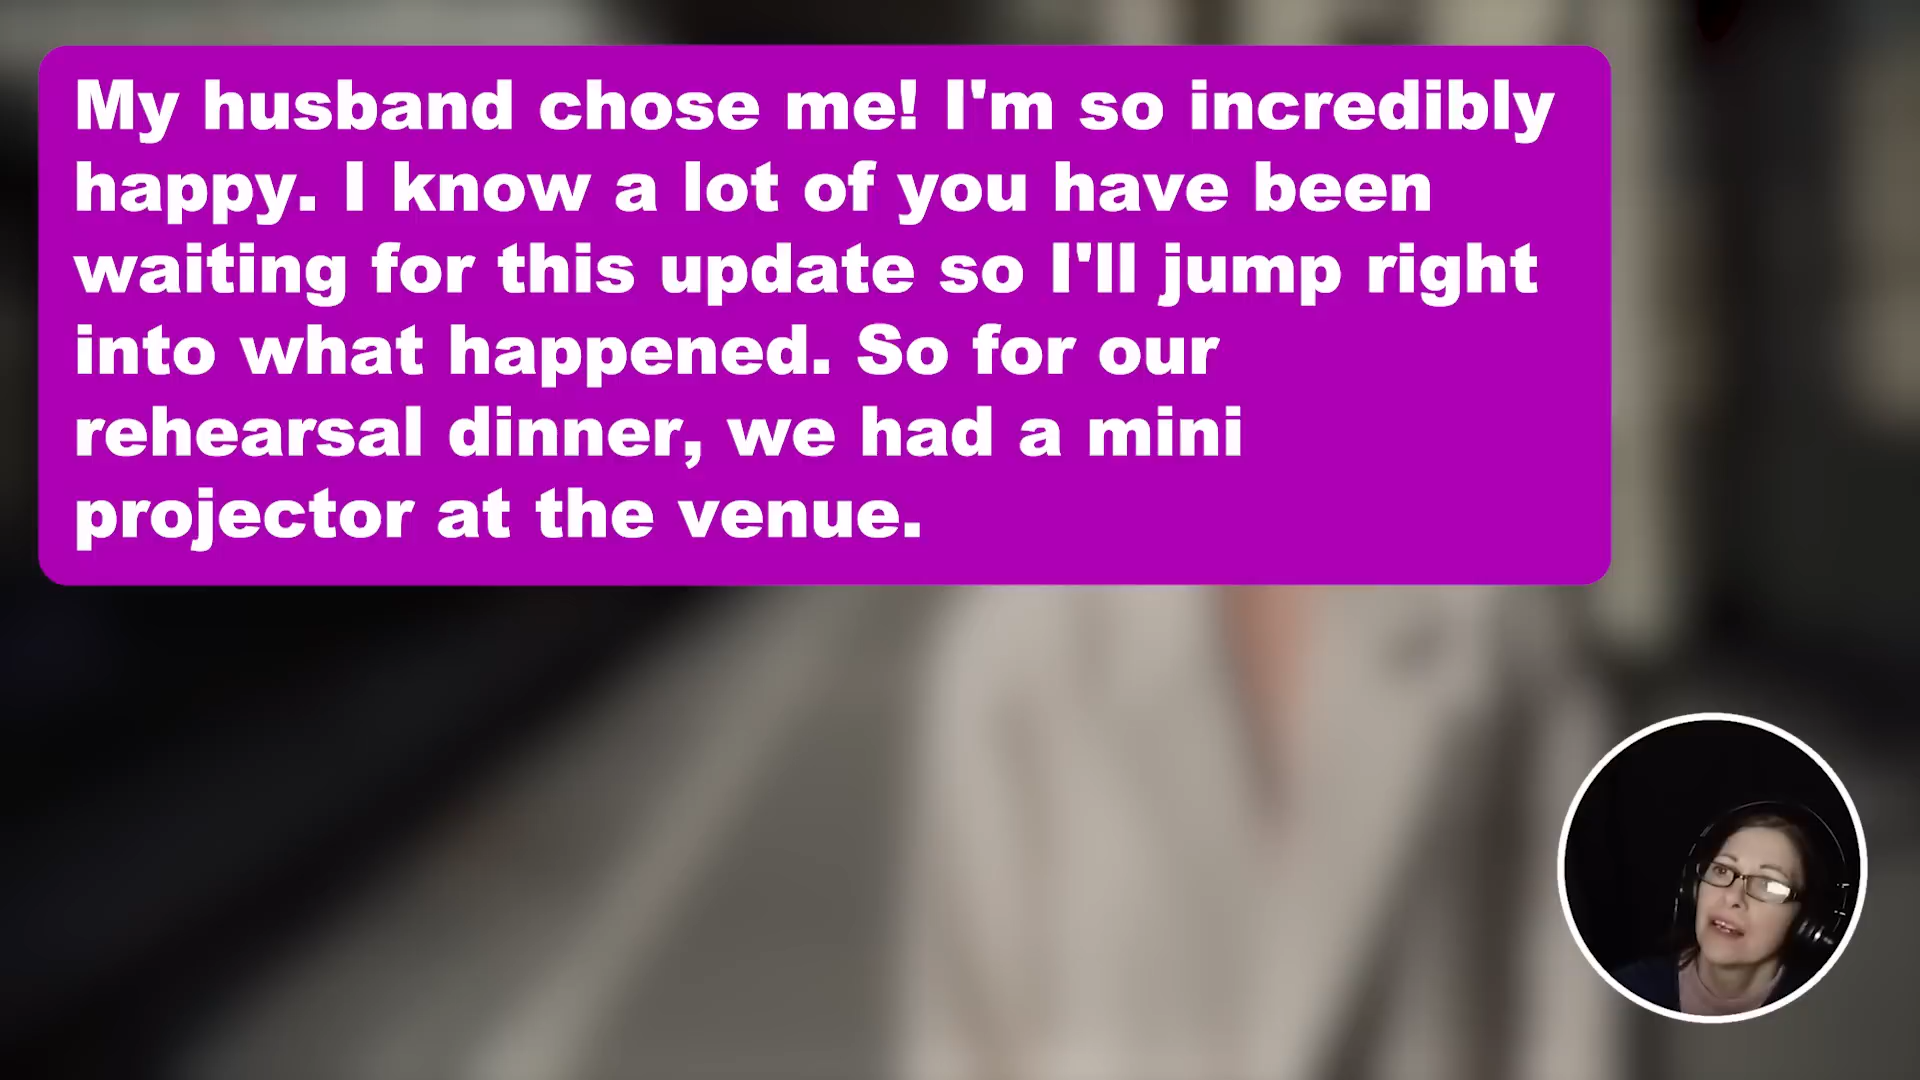 My husband chose me! I'm so incredibly
happy. I know a lot of you have been
waiting for this update so I'll jump right
into what happened. So for our
rehearsal dinner, we had a mini
projector at the venue.